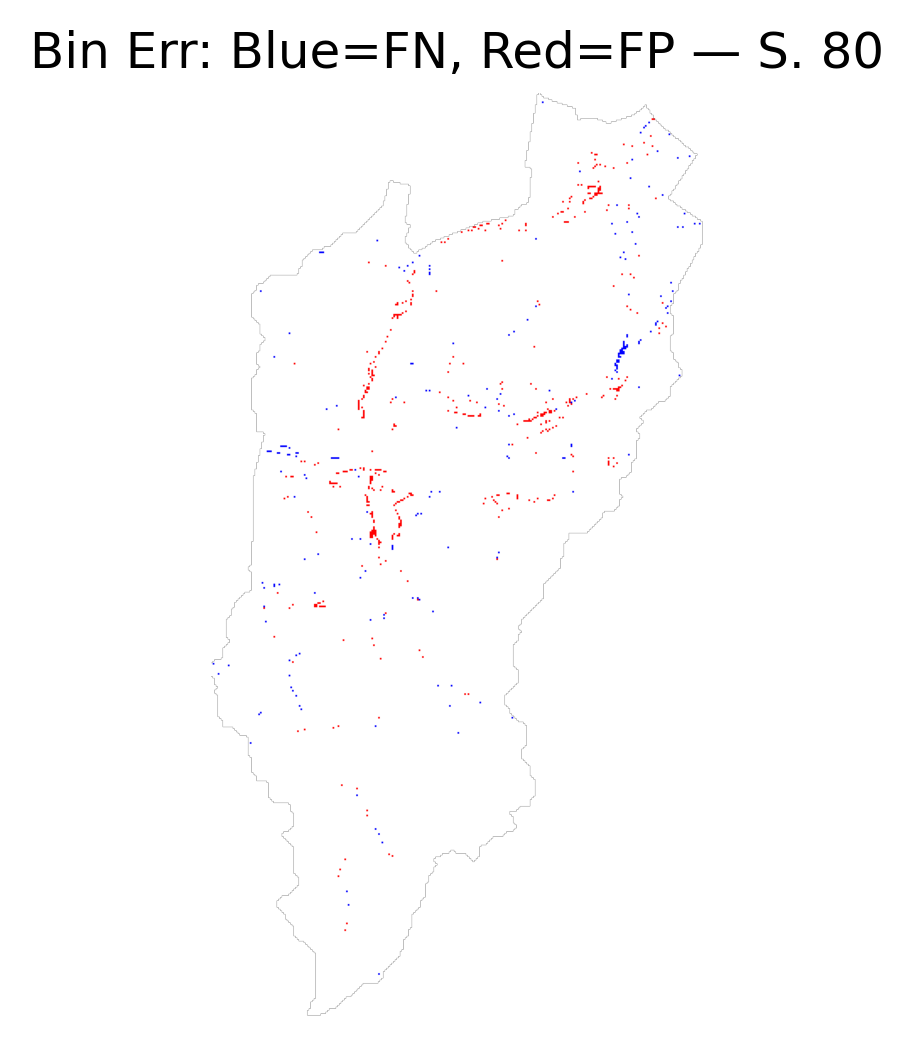 Bin Err: Blue=FN, Red=FP — S. 80